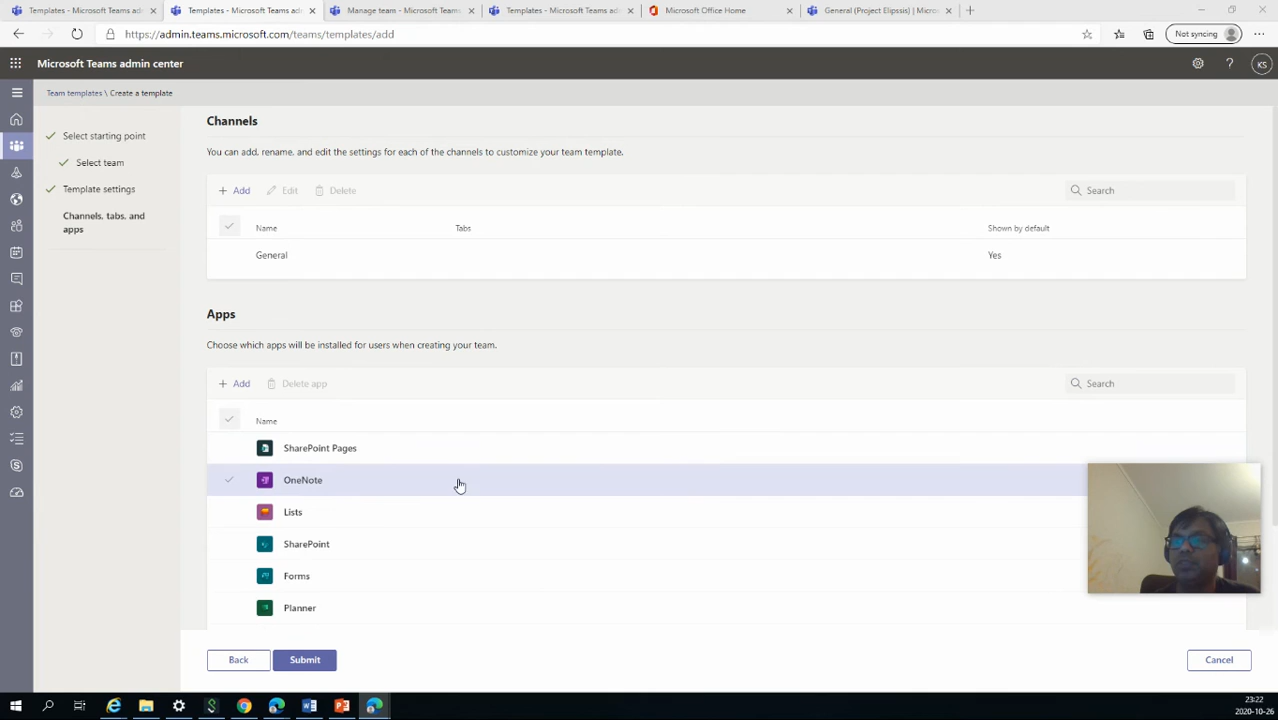 Templates - Microsoft Teams adm
Templates - Microsoft Teams adm
Manage team - Microsoft Teams
Templates - Microsoft Teams adm
Microsoft Office Home
General (Project Elipssis) | Micros
https://admin.teams.microsoft.com/teams/templates/add
Not syncing
Microsoft Teams admin center
KS
Team templates \ Create a template
Select starting point
Select team
Template settings
Channels, tabs, and
apps
Channels
You can add, rename, and edit the settings for each of the channels to customize your team template.
+ Add
Edit
Delete
Search
Name
Tabs
Shown by default
General
Yes
Apps
Choose which apps will be installed for users when creating your team.
+ Add
Delete app
Search
Name
SharePoint Pages
OneNote
Lists
SharePoint
Forms
Planner
Back
Submit
Cancel
23:22
2020-10-26